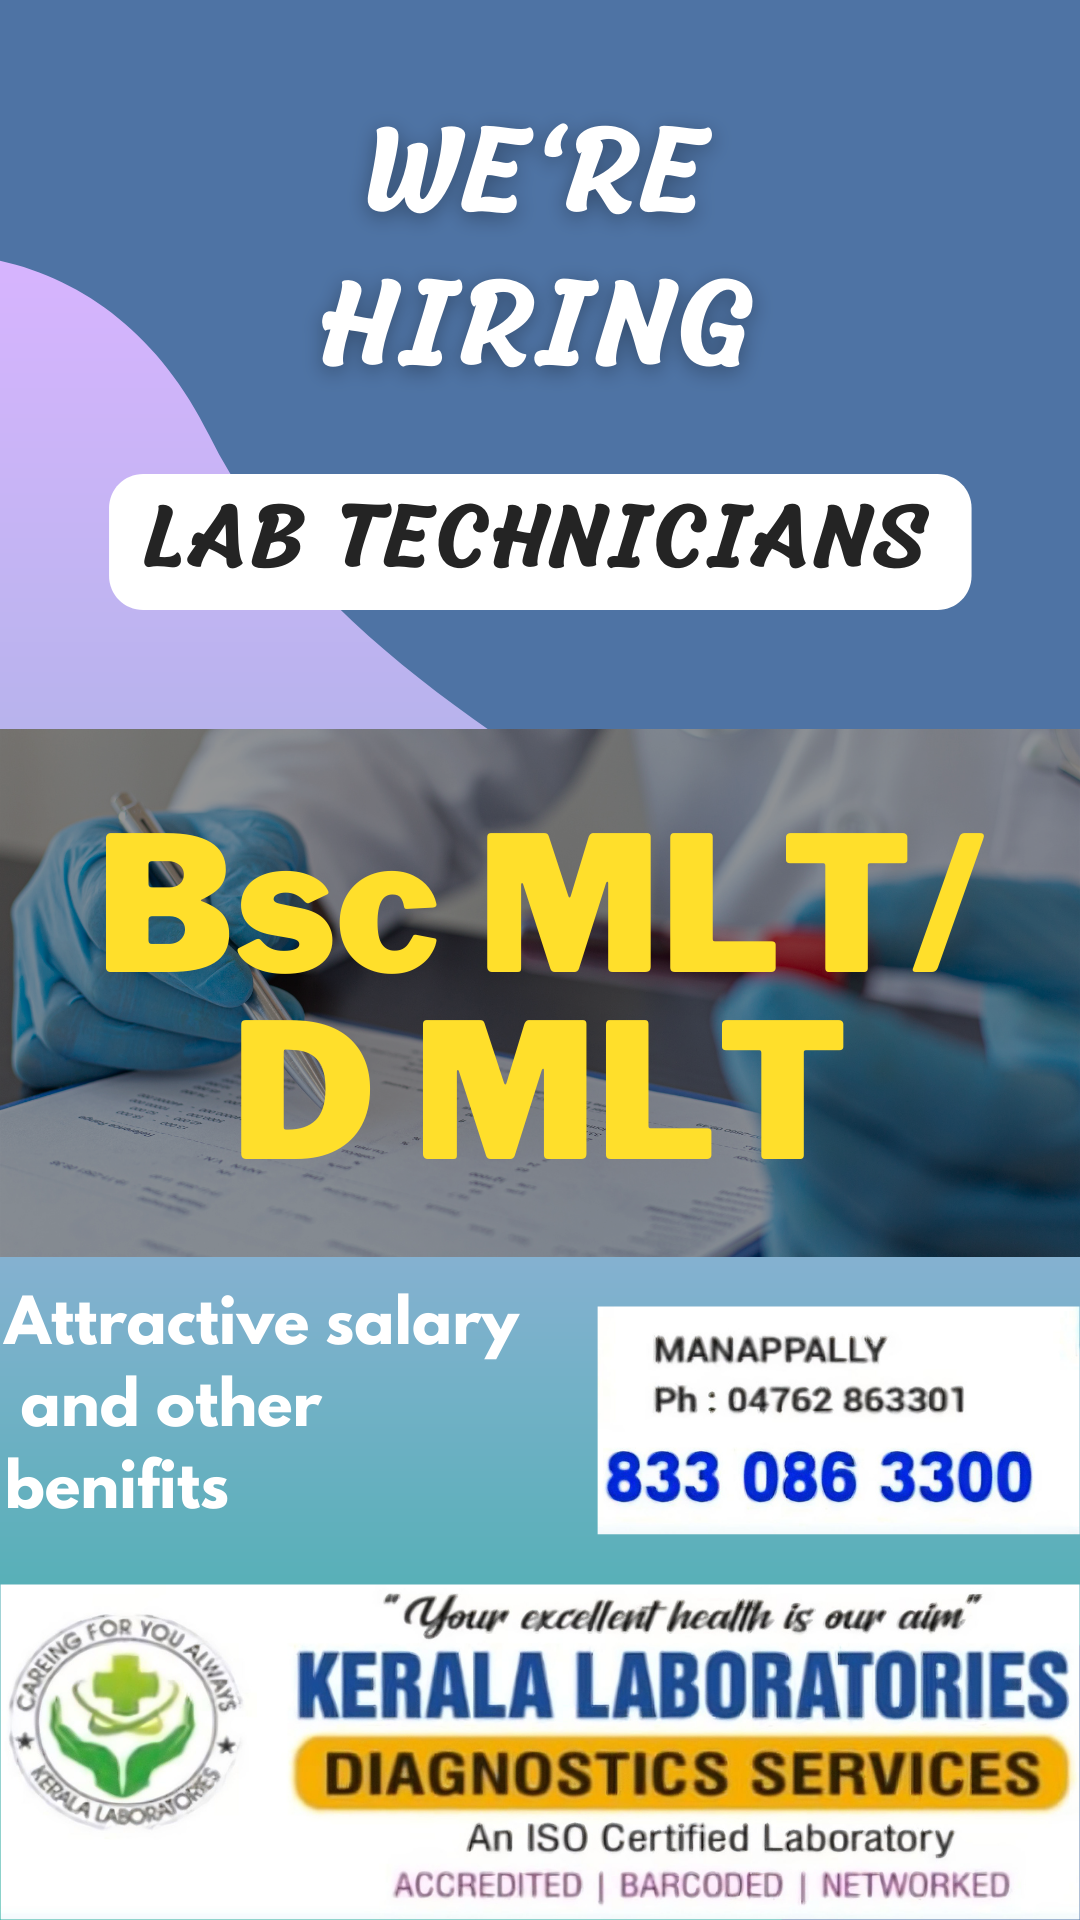 WE‘RE
HIRING
LAB TECHNICIANS
Bsc MLT/
D MLT
Attractive salary
and other
benifits
MANAPPALLY
Ph : 04762 863301
833 086 3300
"Your excellent health is our aim"
KERALA LABORATORIES
DIAGNOSTICS SERVICES
An ISO Certified Laboratory
ACCREDITED | BARCODED | NETWORKED
CAREING FOR YOU ALWAYS
KERALA LABORATORIES